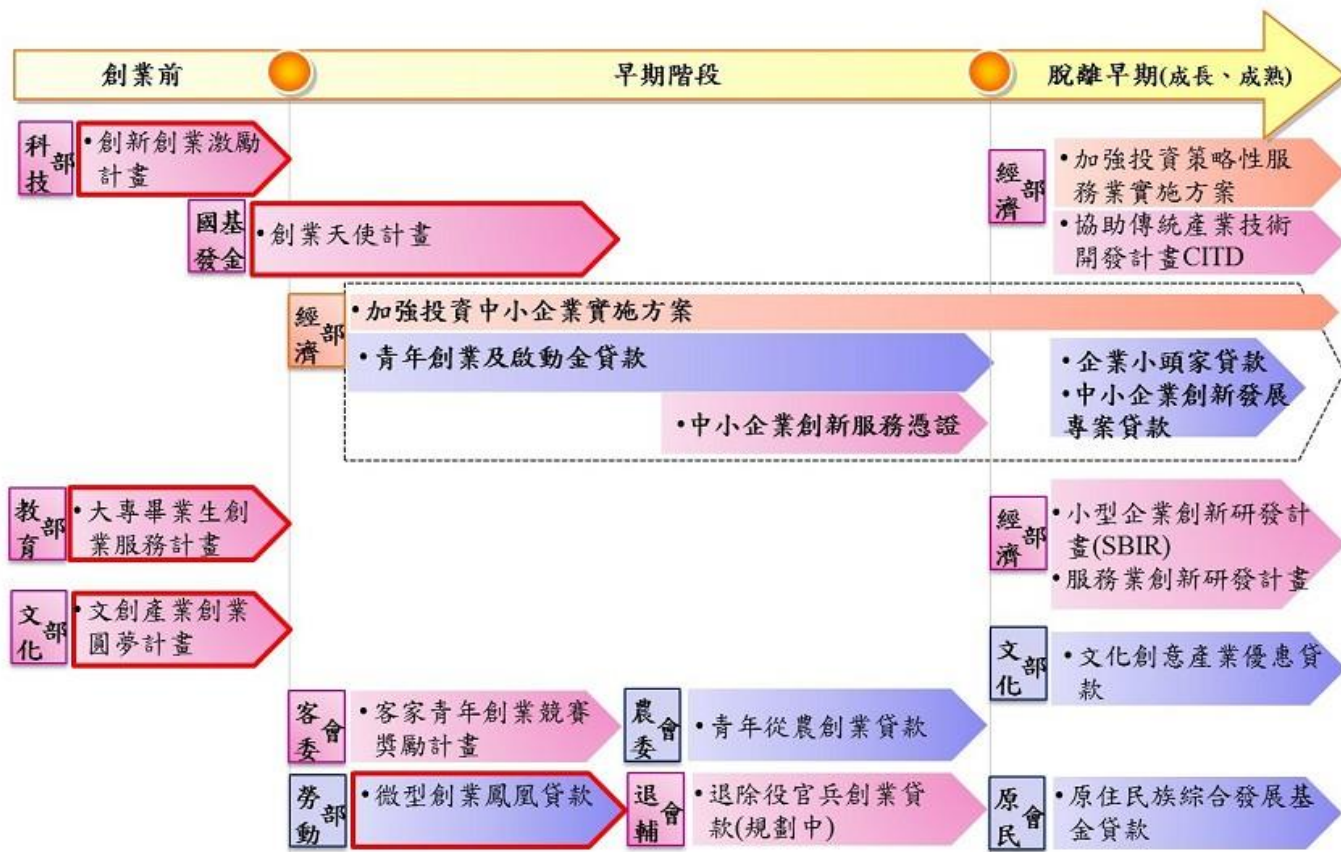 創業前
早期階段
脫離早期(成長、成熟)
科技部
•創新創業激勵
計畫
國發基金
•創業天使計畫
經濟部
•加強投資策略性服
務業實施方案
•協助傳統產業技術
開發計畫CITD
經濟部
•加強投資中小企業實施方案
•青年創業及啟動金貸款
•中小企業創新服務憑證
•企業小頭家貸款
•中小企業創新發展
專案貸款
教育部
•大專畢業生創
業服務計畫
經濟部
•小型企業創新研發計
畫(SBIR)
•服務業創新研發計畫
文化部
•文創產業創業
圓夢計畫
文化部
•文化創意產業優惠貸
款
客委會
•客家青年創業競賽
獎勵計畫
農委會
•青年從農創業貸款
勞動部
•微型創業鳳凰貸款
退輔會
•退除役官兵創業貸
款(規劃中)
原民會
•原住民族綜合發展基
金貸款